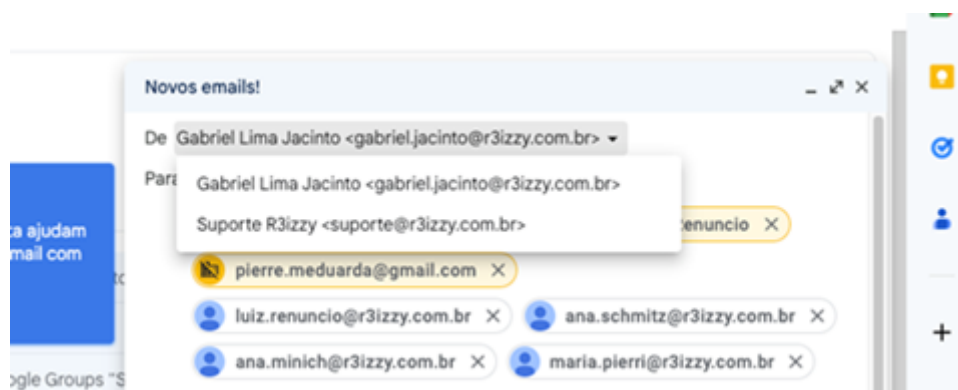 Novos emails!
De Gabriel Lima Jacinto <gabriel.jacinto@r3izzy.com.br>
Para
Gabriel Lima Jacinto <gabriel.jacinto@r3izzy.com.br>
Suporte R3izzy <suporte@r3izzy.com.br>
enuncio
ta ajudam
mail com
pierre.meduarda@gmail.com
luiz.renuncio@r3izzy.com.br ana.schmitz@r3izzy.com.br
ana.minich@r3izzy.com.br maria.pierri@r3izzy.com.br
ogle Groups "S